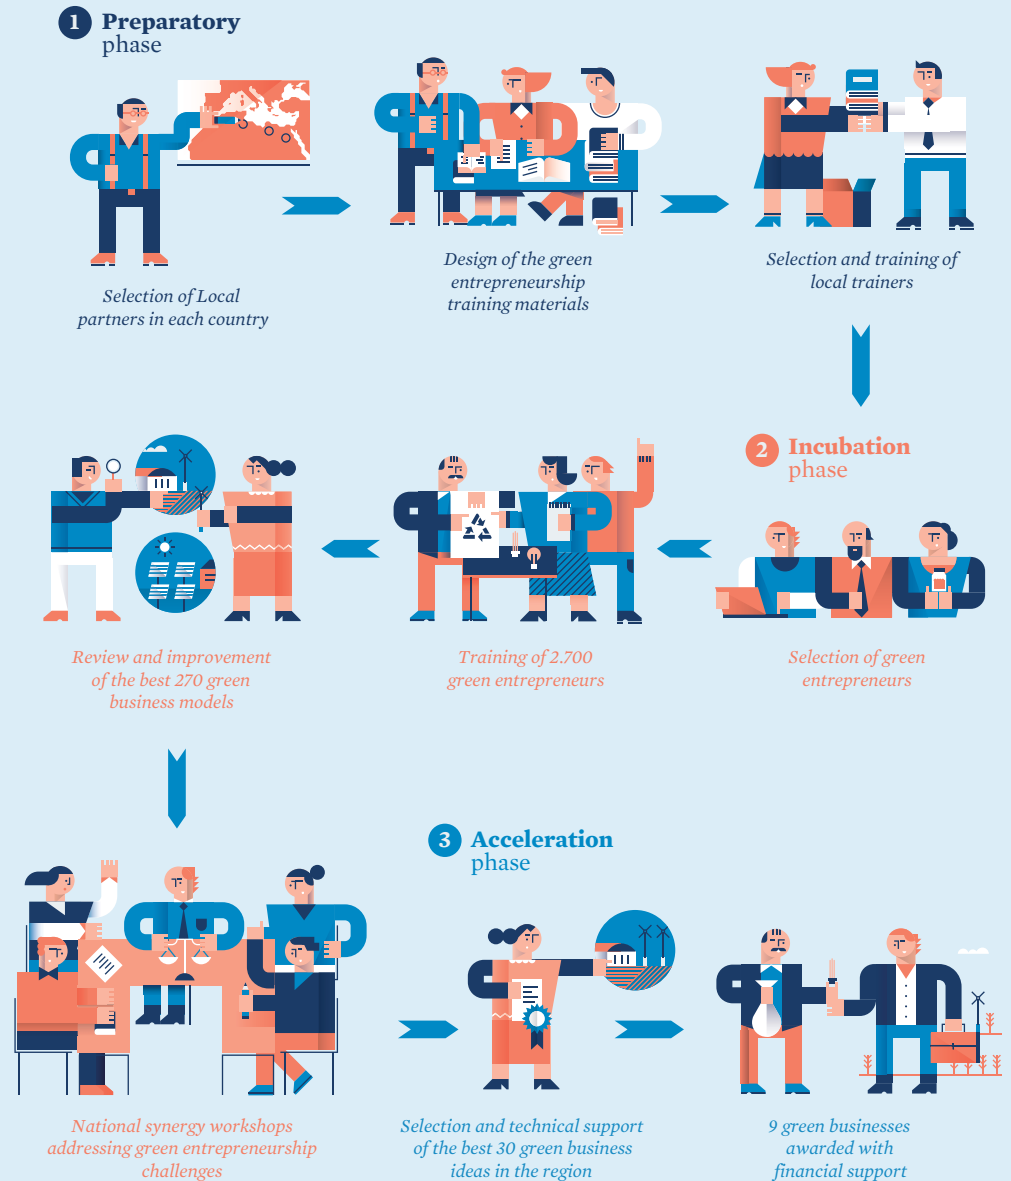 1 Preparatory
phase
Selection of Local
partners in each country
Design of the green
entrepreneurship
training materials
Selection and training of
local trainers
2 Incubation
phase
Selection of green
entrepreneurs
Training of 2.700
green entrepreneurs
Review and improvement
of the best 270 green
business models
National synergy workshops
addressing green entrepreneurship
challenges
3 Acceleration
phase
Selection and technical support
of the best 30 green business
ideas in the region
9 green businesses
awarded with
financial support